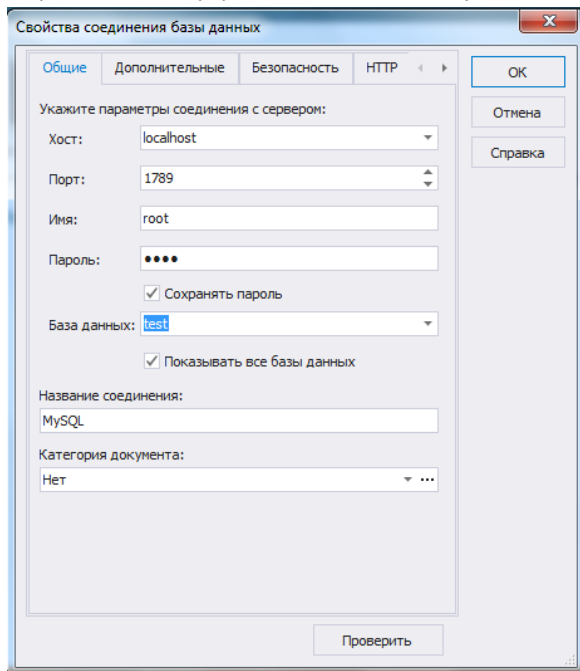 Свойства соединения базы данных
Общие Дополнительные Безопасность HTTP
OK
Укажите параметры соединения с сервером:
Отмена
Хост: localhost
Справка
Порт: 1789
Имя: root
Пароль: ••••
Сохранять пароль
База данных: test
Показывать все базы данных
Название соединения:
MySQL
Категория документа:
Нет
Проверить